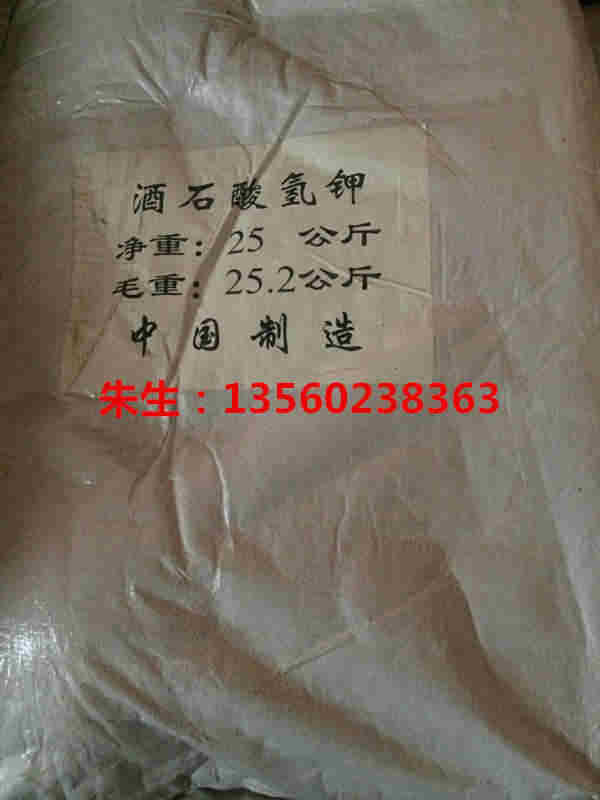 酒石酸氢钾
净重：25 公斤
毛重：25.2公斤
中国制造
朱生：13560238363